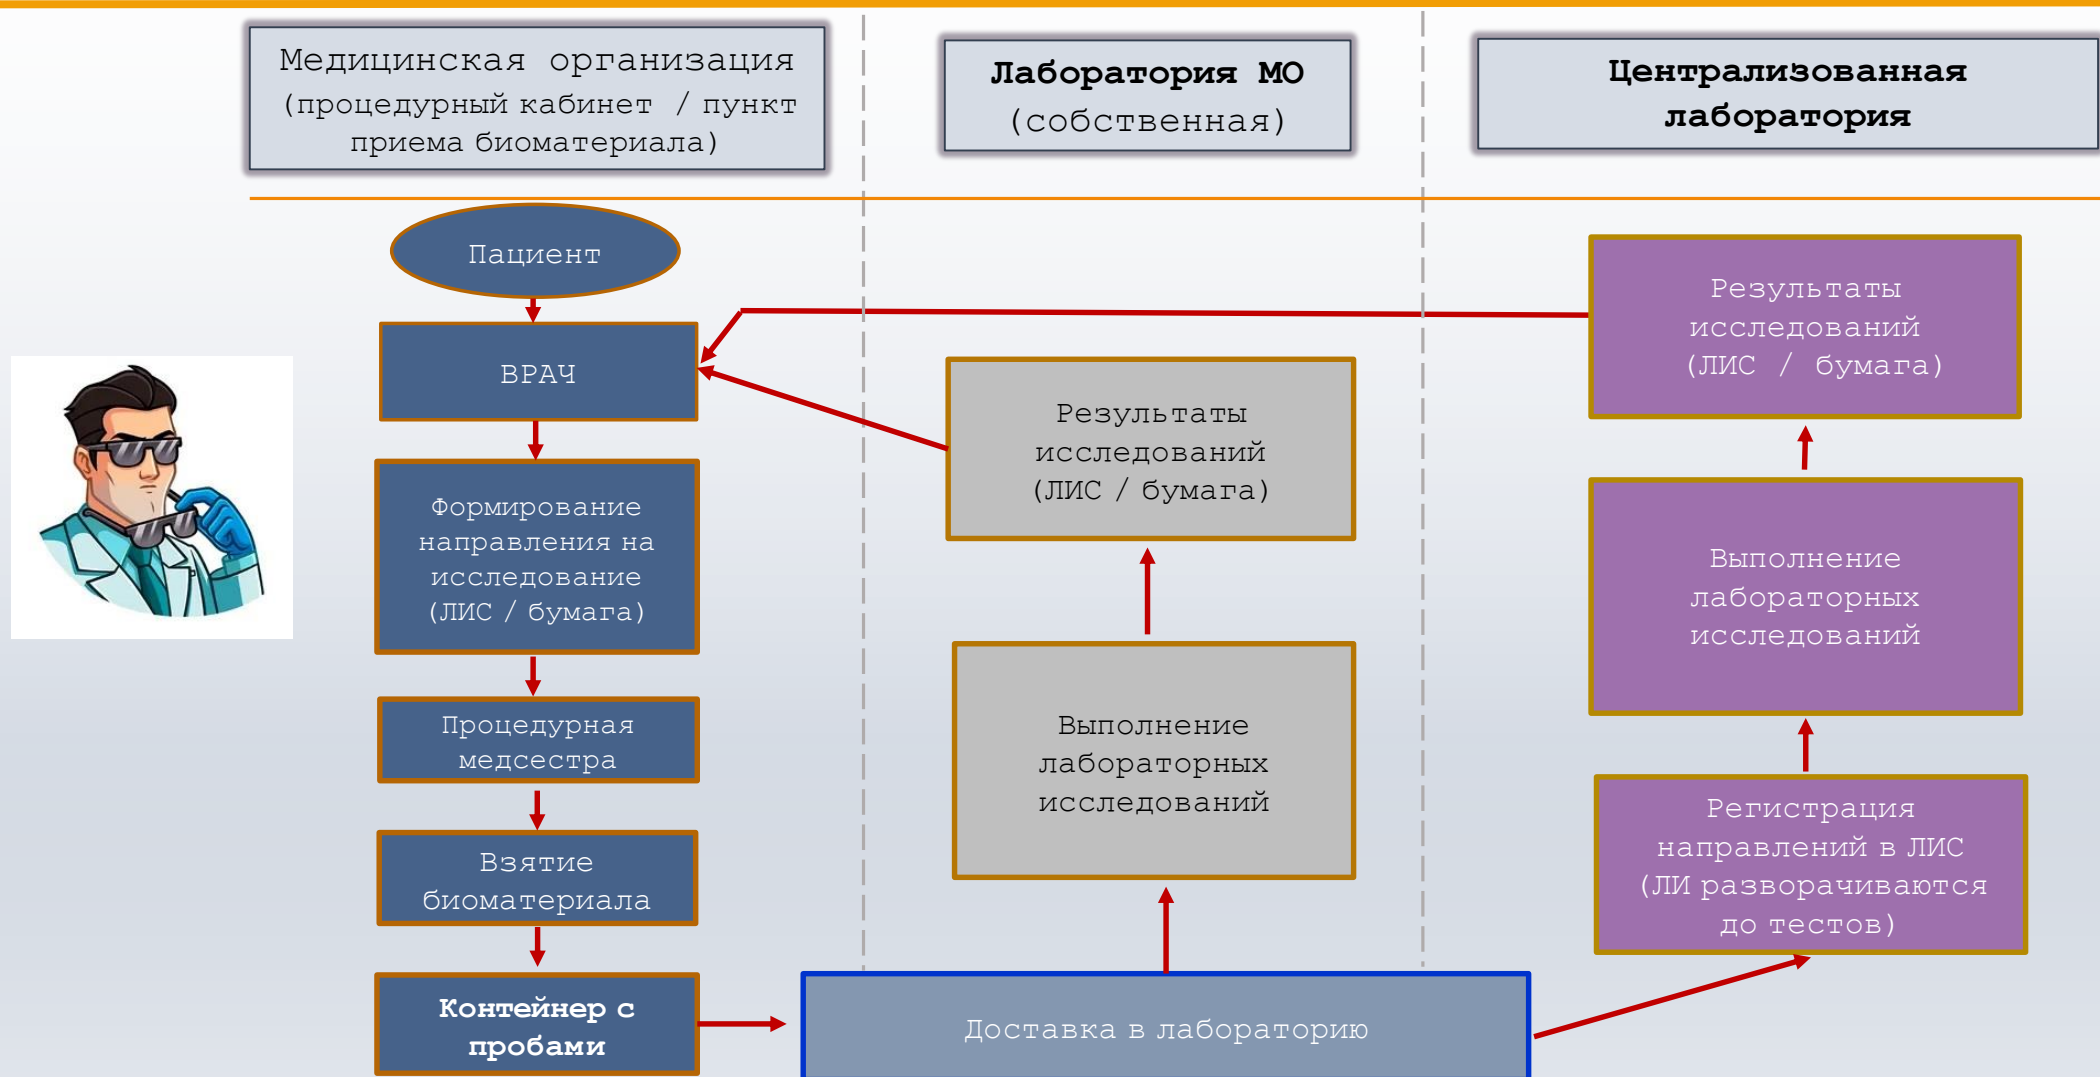 Медицинская организация
(процедурный кабинет / пункт
приема биоматериала)
Лаборатория МО
(собственная)
Централизованная
лаборатория
Пациент
ВРАЧ
Формирование
направления на
исследование
(ЛИС / бумага)
Процедурная
медсестра
Взятие
биоматериала
Контейнер с
пробами
Доставка в лабораторию
Результаты
исследований
(ЛИС / бумага)
Выполнение
лабораторных
исследований
Результаты
исследований
(ЛИС / бумага)
Выполнение
лабораторных
исследований
Регистрация
направлений в ЛИС
(ЛИ разворачиваются
до тестов)